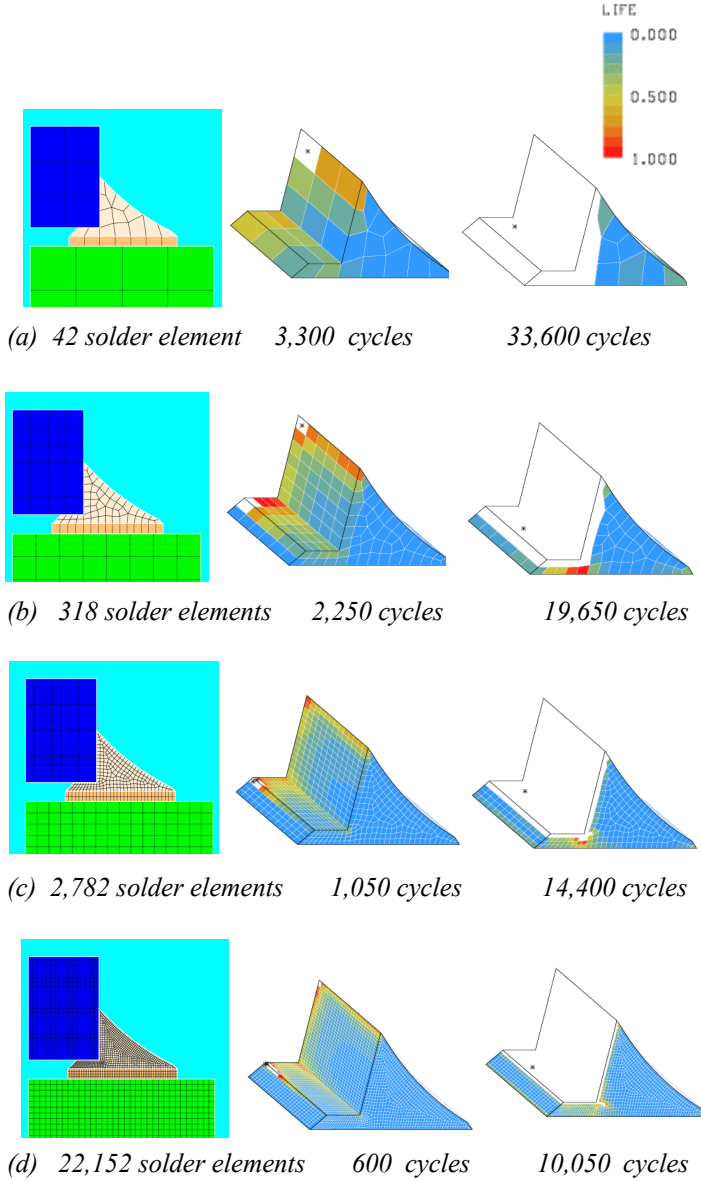 LIFE
0.000
0.500
1.000
(a) 42 solder element 3,300 cycles 33,600 cycles
(b) 318 solder elements 2,250 cycles 19,650 cycles
(c) 2,782 solder elements 1,050 cycles 14,400 cycles
(d) 22,152 solder elements 600 cycles 10,050 cycles